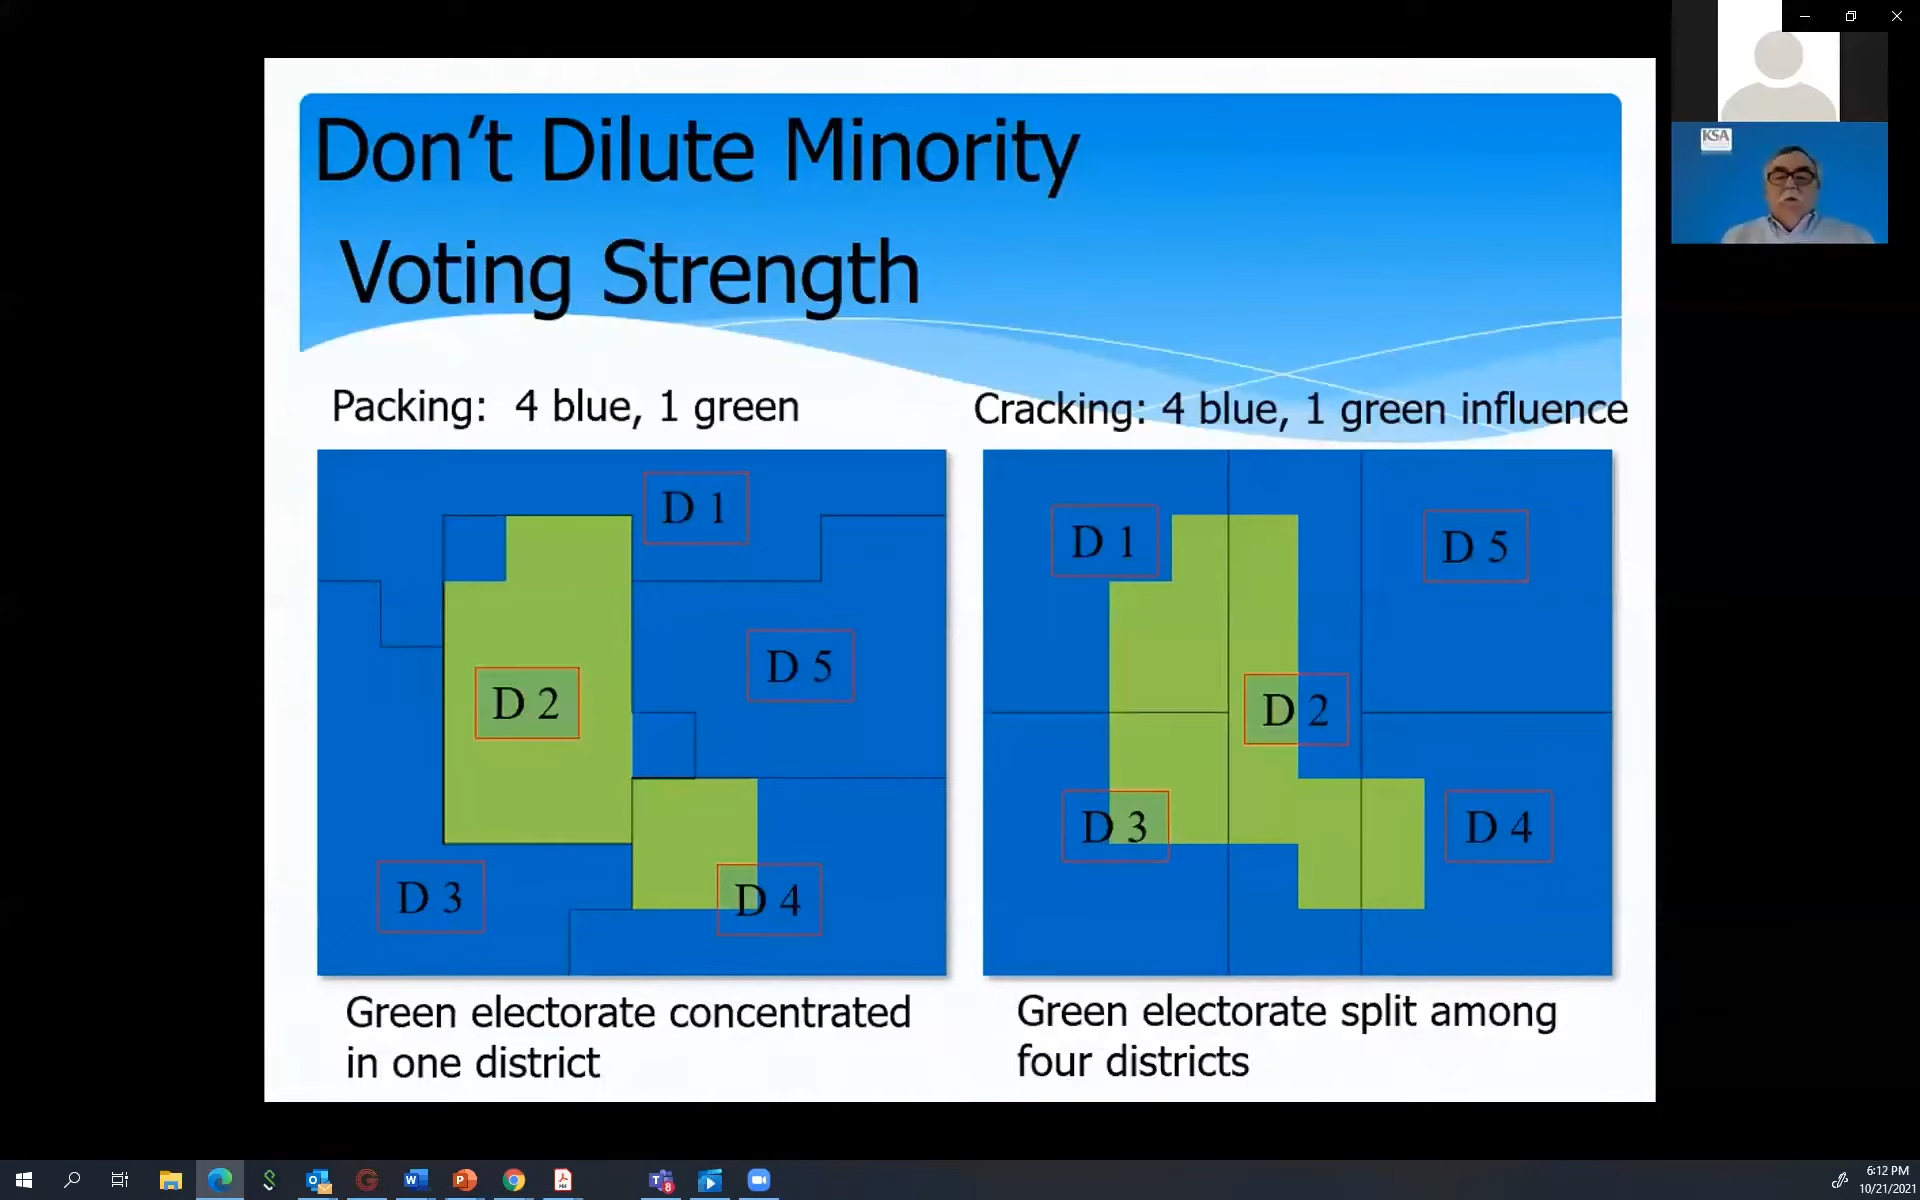 Don't Dilute Minority
Voting Strength
KSA
Packing: 4 blue, 1 green
D 1
D 2
D 5
D 3
D 4
Green electorate concentrated
in one district
Cracking: 4 blue, 1 green influence
D 1
D 5
D 2
D 3
D 4
Green electorate split among
four districts
6:12 PM
10/21/2021